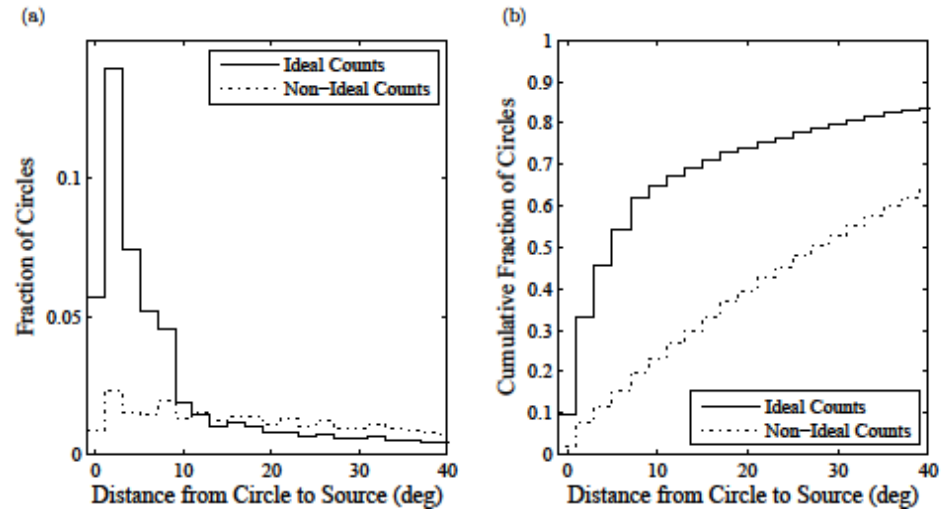 (a)
Ideal Counts
Non-Ideal Counts
0.1
0.05
0
Fraction of Circles
0 10 20 30 40
Distance from Circle to Source (deg)
(b)
1
0.9
0.8
0.7
0.6
0.5
0.4
0.3
0.2
0.1
0
Cumulative Fraction of Circles
Ideal Counts
Non-Ideal Counts
0 10 20 30 40
Distance from Circle to Source (deg)